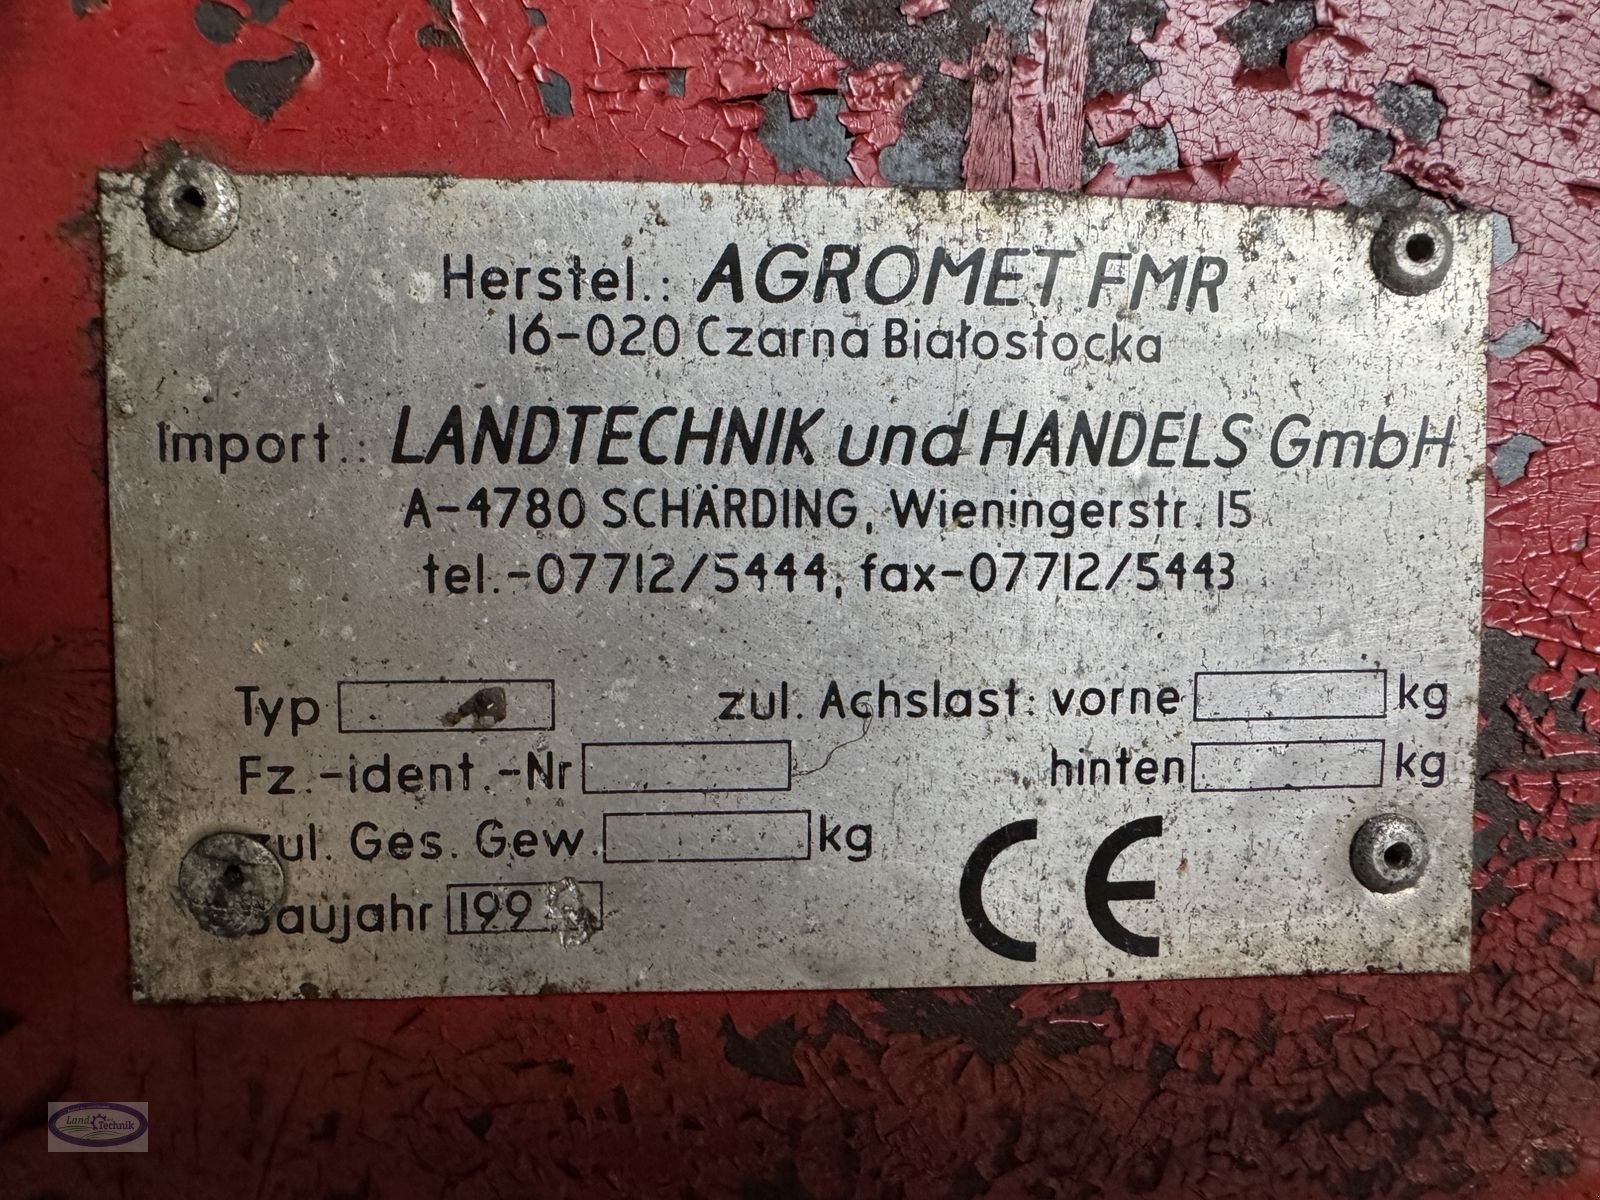 Herstel.: AGROMET FMR
16-020 Czarna Białostocka
Import.: LANDTECHNIK und HANDELS GmbH
A-4780 SCHÄRDING, Wieningerstr. 15
tel.-07712/5444, fax-07712/5443
Typ
zul. Achslast: vorne kg
Fz.-ident.-Nr
hinten kg
zul. Ges. Gew. kg
Baujahr 199
CE
Land Technik